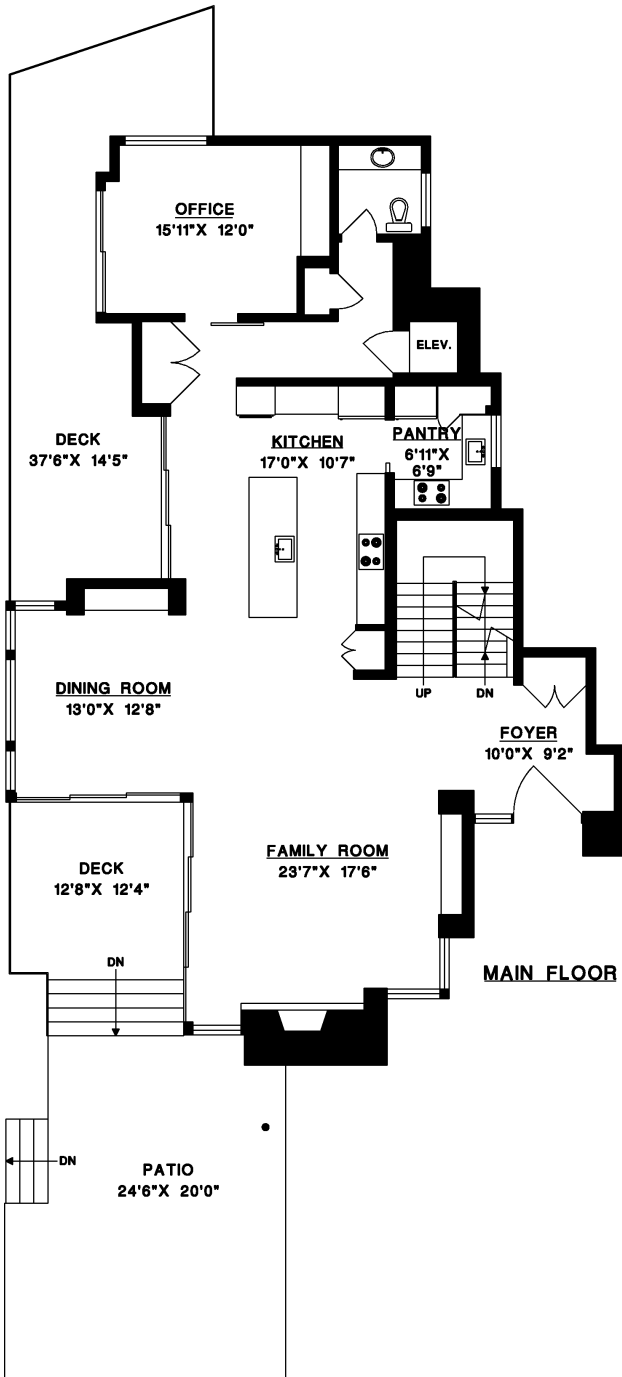 OFFICE
15'11"X 12'0"
ELEV.
DECK
37'6"X 14'5"
KITCHEN
17'0"X 10'7"
PANTRY
6'11"X
6'9"
UP
DN
DINING ROOM
13'0"X 12'8"
FOYER
10'0"X 9'2"
DECK
12'8"X 12'4"
FAMILY ROOM
23'7"X 17'6"
DN
MAIN FLOOR
DN
PATIO
24'6"X 20'0"